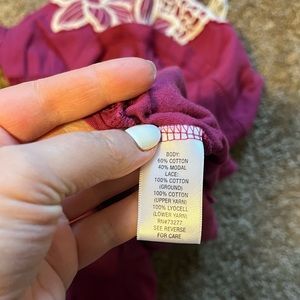 BODY:
60% COTTON
40% MODAL
LACE:
100% COTTON
(GROUND)
100% COTTON
(UPPER YARN)
100% LYOCELL
(LOWER YARN)
RN#73277
SEE REVERSE
FOR CARE